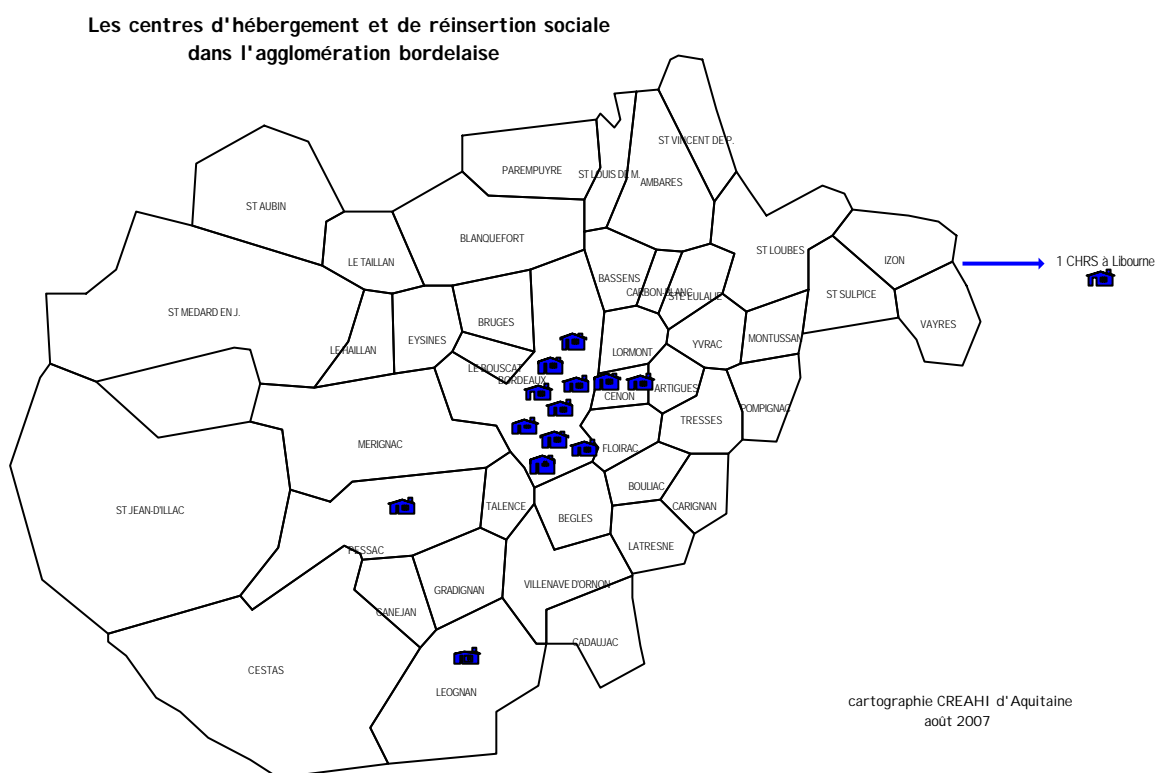 Les centres d'hébergement et de réinsertion sociale
dans l'agglomération bordelaise
ST VINCENT DE P.
PAREMPUYRE
ST LOUIS DE M.
AMBARES
ST AUBIN
BLANQUEFORT
ST LOUBES
LE TAILLAN
IZON
1 CHRS à Libourne
BASSENS
CARBON-BLANC
STE EULALIE
ST SULPICE
ST MEDARD EN J.
BRUGES
VAYRES
EYSINES
MONTUSSAN
YVRAC
LE HAILLAN
LORMONT
LE BOUSCAT
BORDEAUX
ARTIGUES
CENON
POMPIGNAC
TRESSES
MERIGNAC
FLOIRAC
BOULIAC
ST JEAN-D'ILLAC
TALENCE
CARIGNAN
BEGLES
LATRESNE
PESSAC
VILLENAVE D'ORNON
GRADIGNAN
CANEJAN
CADAUJAC
CESTAS
LEOGNAN
cartographie CREAHI d'Aquitaine
août 2007